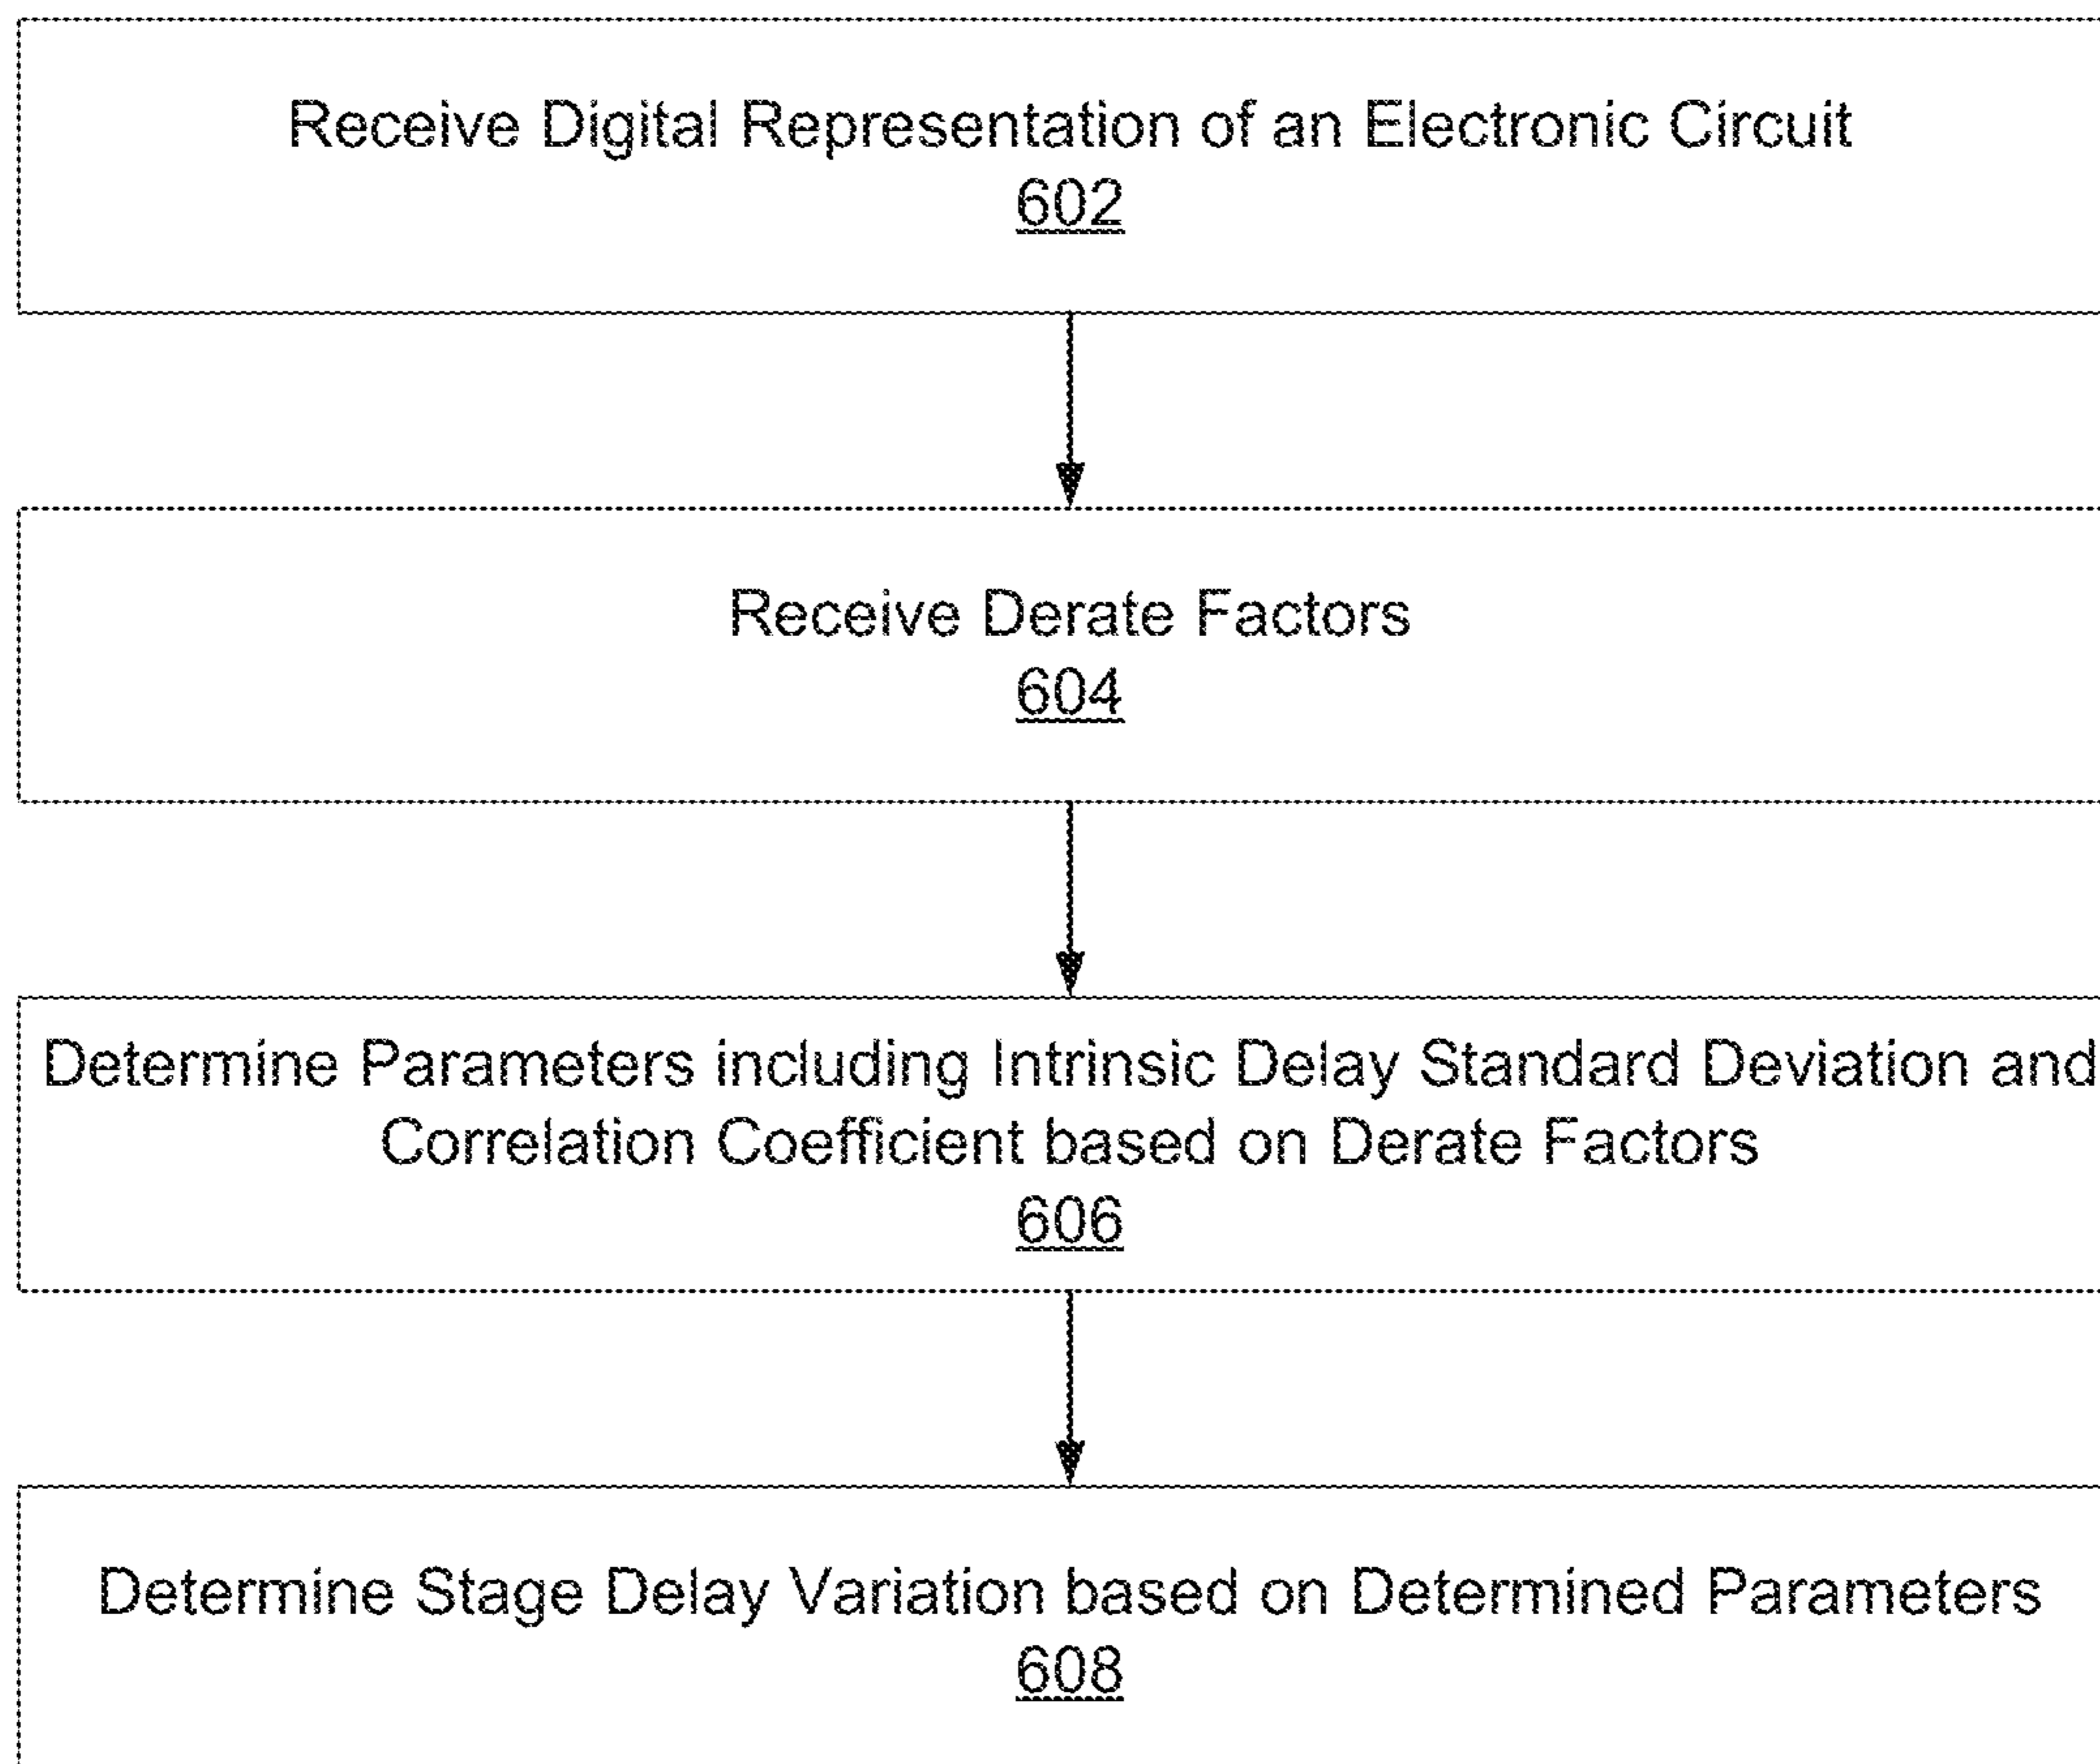 Receive Digital Representation of an Electronic Circuit
602
Receive Derate Factors
604
Determine Parameters including Intrinsic Delay Standard Deviation and
Correlation Coefficient based on Derate Factors
606
Determine Stage Delay Variation based on Determined Parameters
608